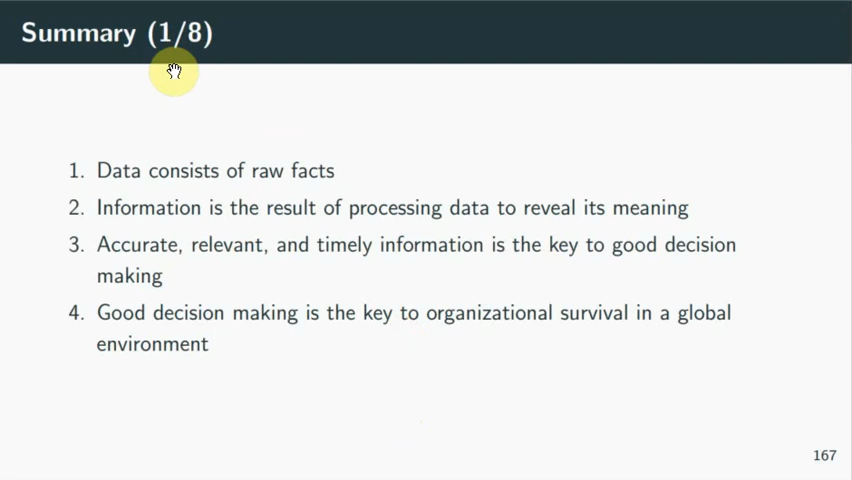 Summary (1/8)
1. Data consists of raw facts
2. Information is the result of processing data to reveal its meaning
3. Accurate, relevant, and timely information is the key to good decision
making
4. Good decision making is the key to organizational survival in a global
environment
167